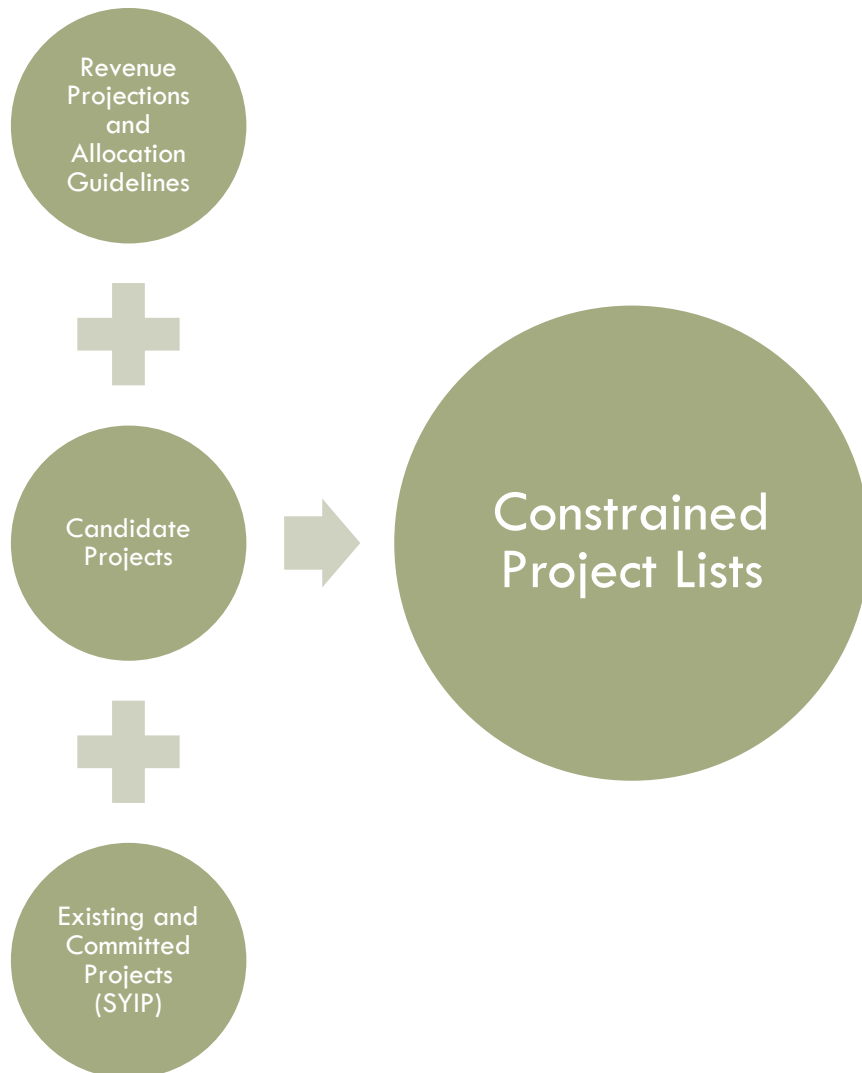 Revenue
Projections
and
Allocation
Guidelines
Candidate
Projects
Constrained
Project Lists
Existing and
Committed
Projects
(SYIP)